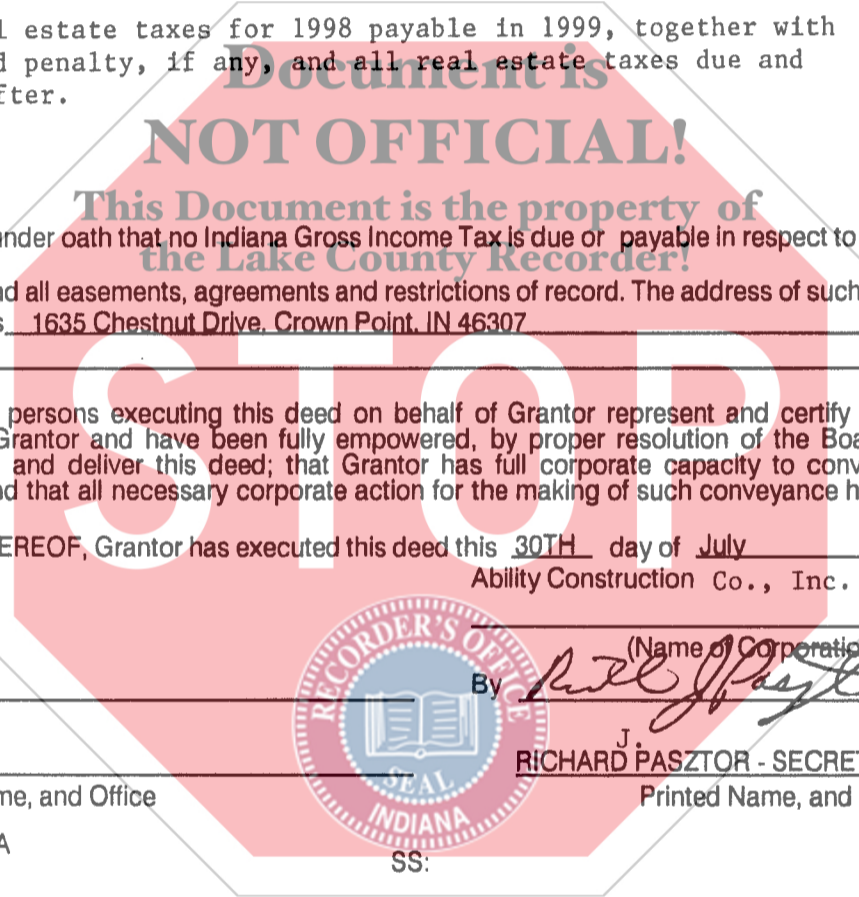 l estate taxes for 1998 payable in 1999, together with
d penalty, if any, and all real estate taxes due and
fter.
Document is
NOT OFFICIAL!
This Document is the property of
the Lake County Recorder!
nder oath that no Indiana Gross Income Tax is due or payable in respect to
nd all easements, agreements and restrictions of record. The address of such
s 1635 Chestnut Drive, Crown Point, IN 46307
STOP
persons executing this deed on behalf of Grantor represent and certify
Grantor and have been fully empowered, by proper resolution of the Boa
and deliver this deed; that Grantor has full corporate capacity to conv
nd that all necessary corporate action for the making of such conveyance h
EREOF, Grantor has executed this deed this 30TH day of July
Ability Construction Co., Inc.
(Name of Corporatio
By Richard J Paszto
J.
RICHARD PASZTOR - SECRET
me, and Office
Printed Name, and
RECORDER'S OFFICE
SEAL
INDIANA
A
SS: